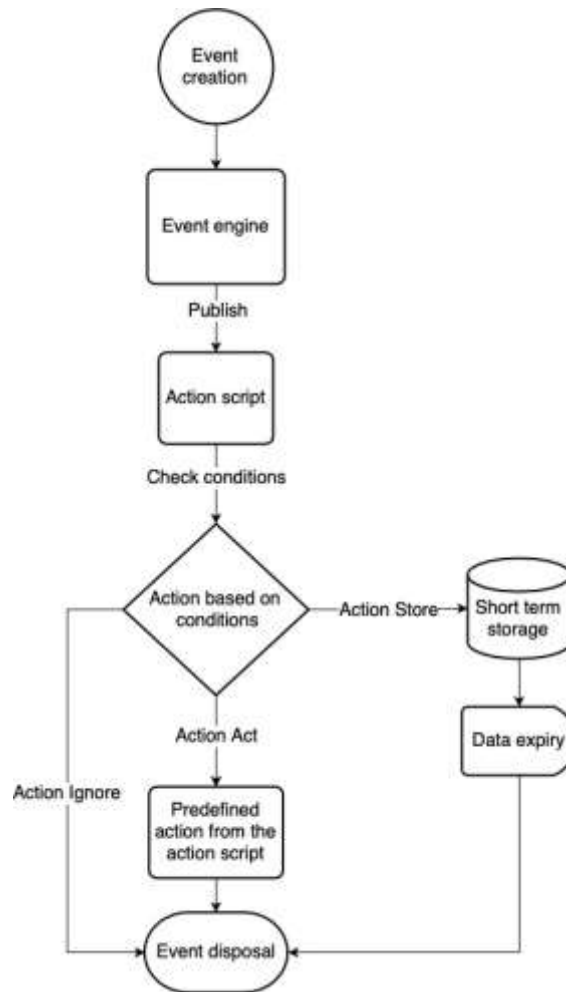 Event
creation
Event engine
Publish
Action script
Check conditions
Action based on
conditions
Action Store
Short term
storage
Data expiry
Action Act
Action Ignore
Predefined
action from the
action script
Event disposal